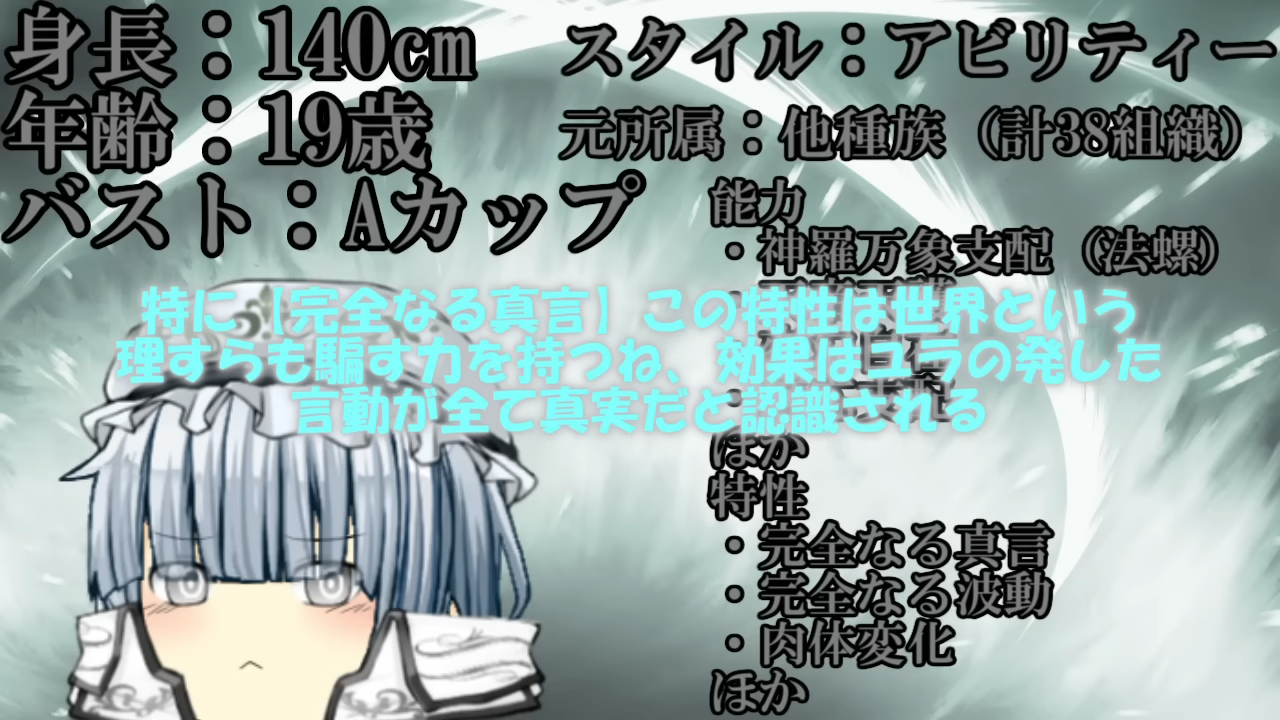 身長：140cm
年齢：19歳
バスト：Aカップ
スタイル：アビリティー
元所属：他種族（計38組織）
能力
・神羅万象支配（法螺）
特に【完全なる真言】この特性は世界という
理すらも騙す力を持つね、効果はユラの発した
言動が全て真実だと認識される
ほか
特性
・完全なる真言
・完全なる波動
・肉体変化
ほか